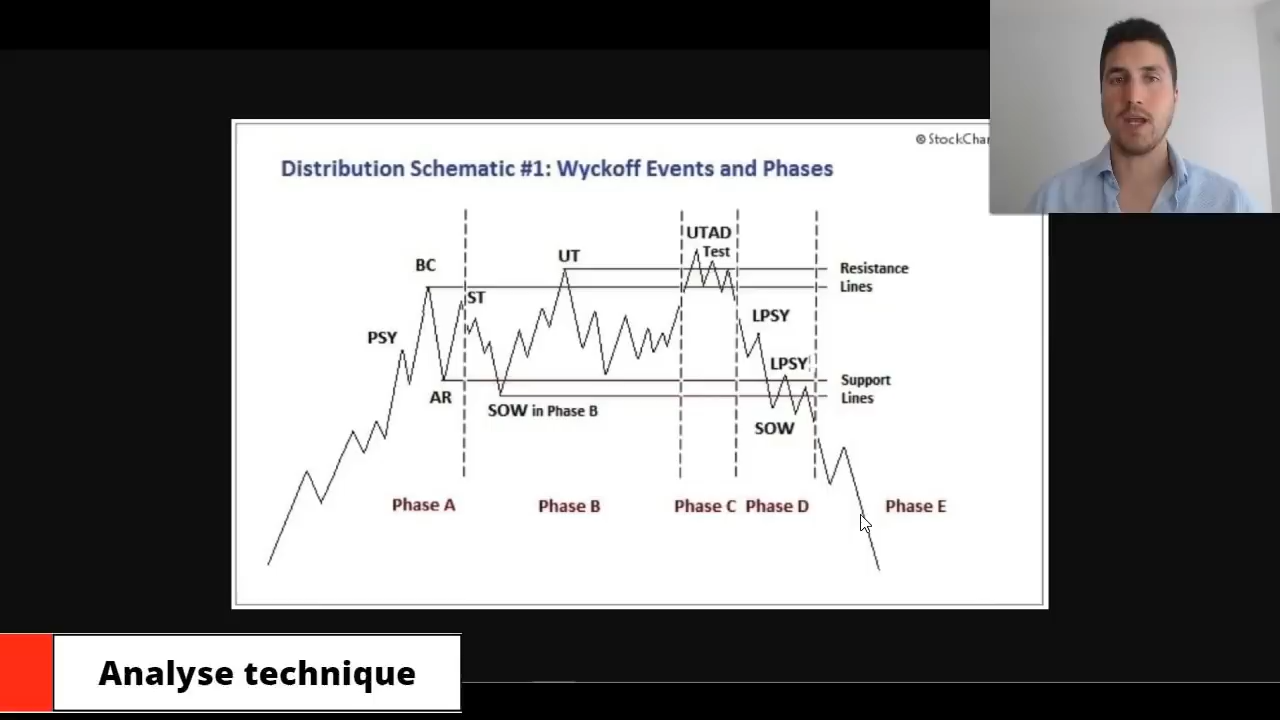 © StockChar
Distribution Schematic #1: Wyckoff Events and Phases
UTAD
Test
BC
UT
Resistance
Lines
ST
PSY
LPSY
LPSY
Support
Lines
AR
SOW in Phase B
SOW
Phase A
Phase B
Phase C
Phase D
Phase E
Analyse technique